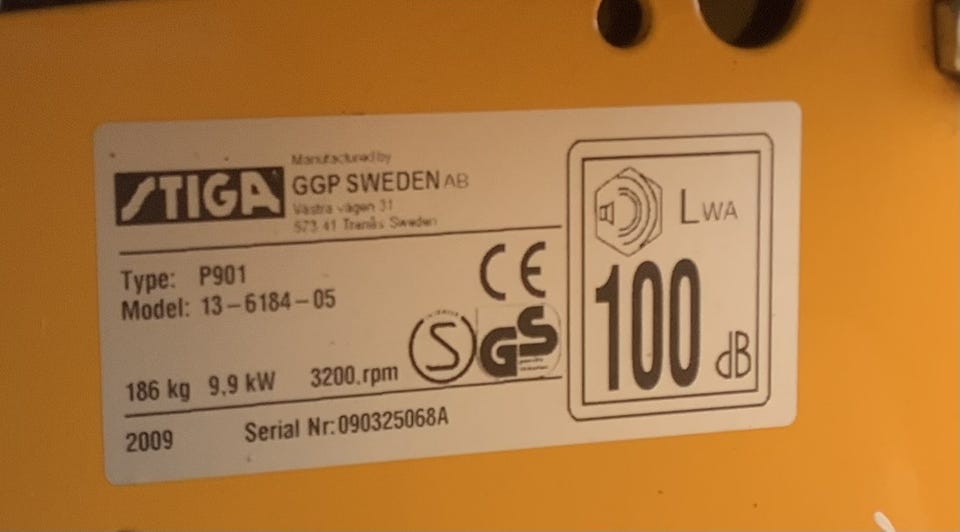 STIGA
Manufactured by
GGP SWEDEN AB
Västra vägen 31
573 41 Tranås Sweden
Type: P901
Model: 13-6184-05
CE
S
GS
186 kg 9,9 kW 3200.rpm
2009 Serial Nr:090325068A
LWA
100
dB